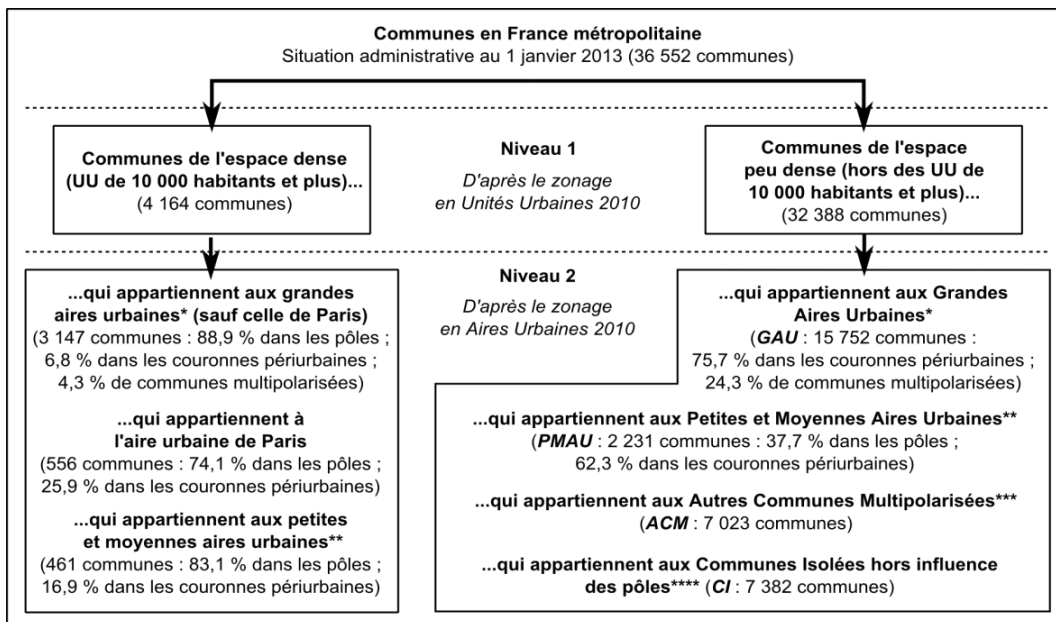 Communes en France métropolitaine
Situation administrative au 1 janvier 2013 (36 552 communes)
Communes de l'espace dense
(UU de 10 000 habitants et plus)...
(4 164 communes)
Niveau 1
D'après le zonage
en Unités Urbaines 2010
Communes de l'espace
peu dense (hors des UU de
10 000 habitants et plus)...
(32 388 communes)
Niveau 2
D'après le zonage
en Aires Urbaines 2010
...qui appartiennent aux grandes
aires urbaines* (sauf celle de Paris)
(3 147 communes : 88,9 % dans les pôles ;
6,8 % dans les couronnes périurbaines ;
4,3 % de communes multipolarisées)
...qui appartiennent à
l'aire urbaine de Paris
(556 communes : 74,1 % dans les pôles ;
25,9 % dans les couronnes périurbaines)
...qui appartiennent aux petites
et moyennes aires urbaines**
(461 communes : 83,1 % dans les pôles ;
16,9 % dans les couronnes périurbaines)
...qui appartiennent aux Grandes
Aires Urbaines*
(GAU : 15 752 communes :
75,7 % dans les couronnes périurbaines ;
24,3 % de communes multipolarisées)
...qui appartiennent aux Petites et Moyennes Aires Urbaines**
(PMAU : 2 231 communes : 37,7 % dans les pôles ;
62,3 % dans les couronnes périurbaines)
...qui appartiennent aux Autres Communes Multipolarisées***
(ACM : 7 023 communes)
...qui appartiennent aux Communes Isolées hors influence
des pôles**** (CI : 7 382 communes)